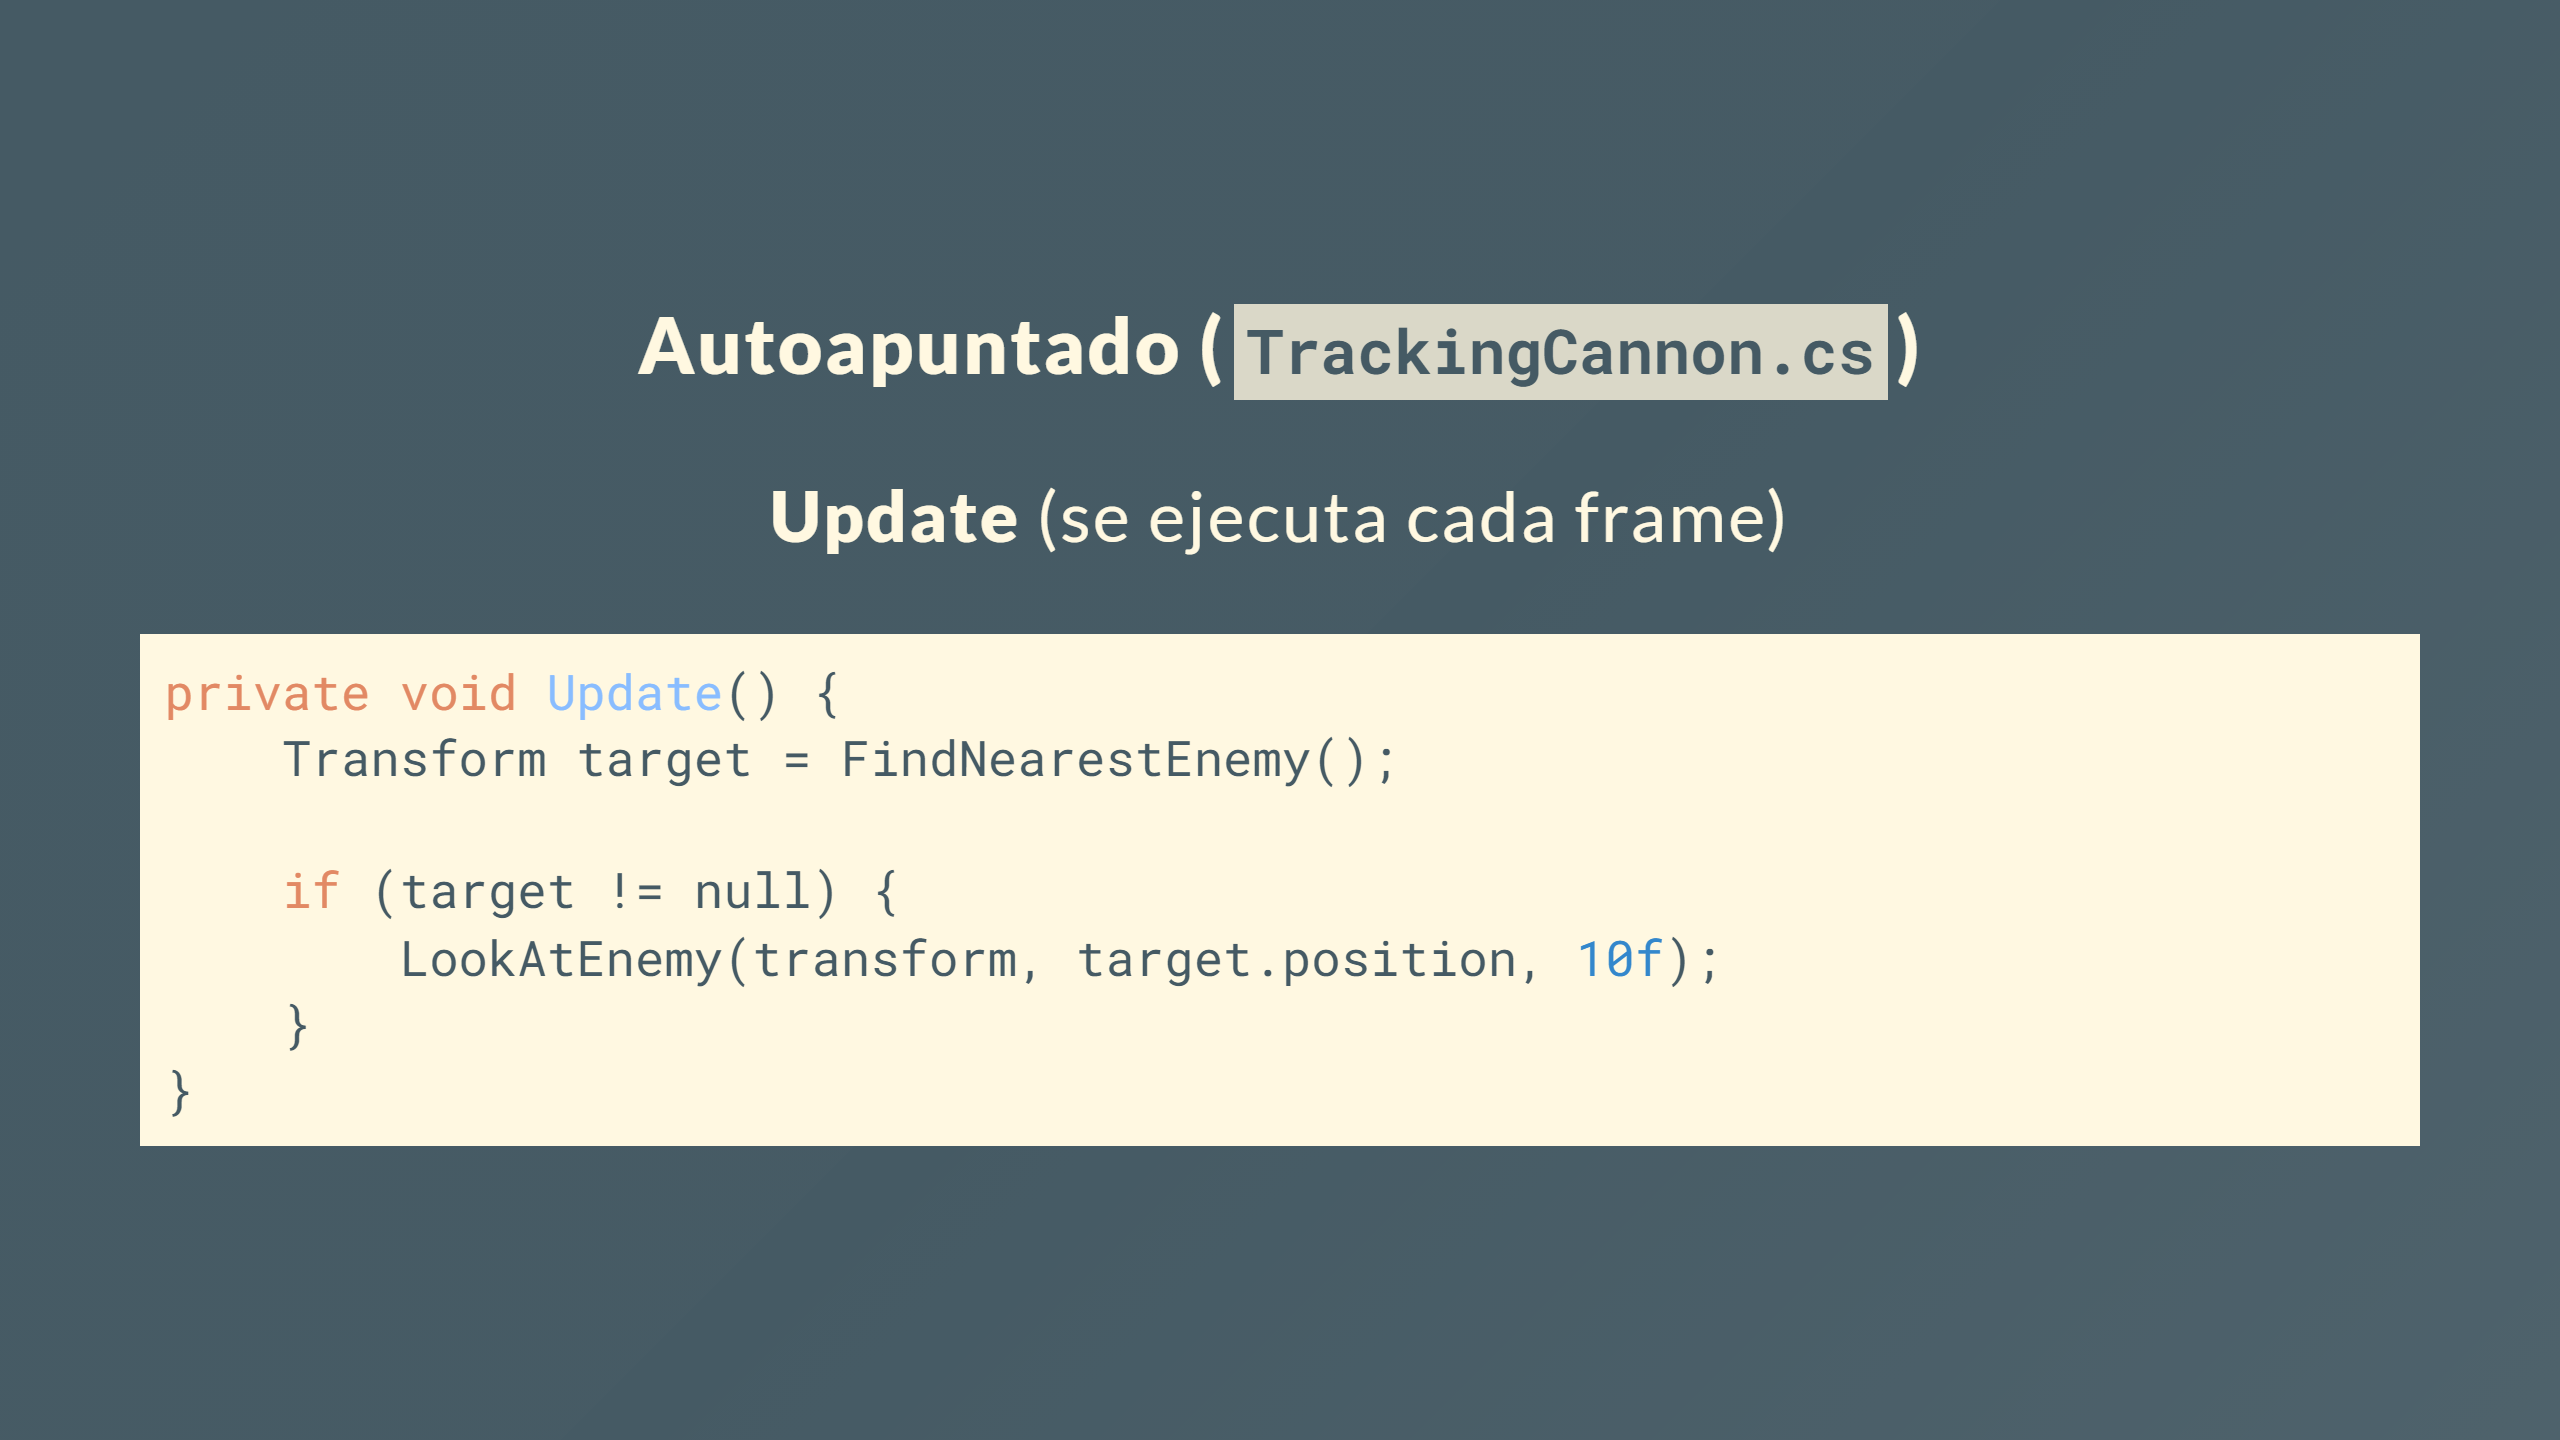 Autoapuntado (TrackingCannon.cs)
Update (se ejecuta cada frame)
private void Update() {
    Transform target = FindNearestEnemy();

    if (target != null) {
        LookAtEnemy(transform, target.position, 10f);
    }
}